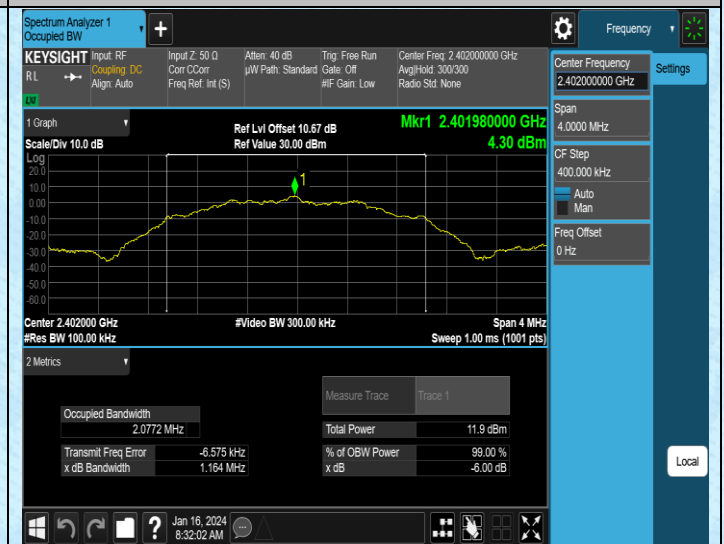 Spectrum Analyzer 1
Occupied BW
Frequency
KEYSIGHT
RL
LXI
Input: RF
Coupling: DC
Align: Auto
Input Z: 50 Ω
Corr CCorr
Freq Ref: Int (S)
Atten: 40 dB
µW Path: Standard
Trig: Free Run
Gate: Off
#IF Gain: Low
Center Freq: 2.402000000 GHz
Avg|Hold: 300/300
Radio Std: None
Center Frequency
2.402000000 GHz
Settings
Span
4.0000 MHz
CF Step
400.000 kHz
Auto
Man
Freq Offset
0 Hz
1 Graph
Scale/Div 10.0 dB
Ref Lvl Offset 10.67 dB
Ref Value 30.00 dBm
Mkr1 2.401980000 GHz
4.30 dBm
Log
20.0
10.0
0.00
-10.0
-20.0
-30.0
-40.0
-50.0
-60.0
1
Center 2.402000 GHz
#Res BW 100.00 kHz
#Video BW 300.00 kHz
Span 4 MHz
Sweep 1.00 ms (1001 pts)
2 Metrics
Measure Trace
Trace 1
Occupied Bandwidth
2.0772 MHz
Total Power 11.9 dBm
Transmit Freq Error -6.575 kHz
% of OBW Power 99.00 %
x dB Bandwidth 1.164 MHz
x dB -6.00 dB
Local
?
Jan 16, 2024
8:32:02 AM